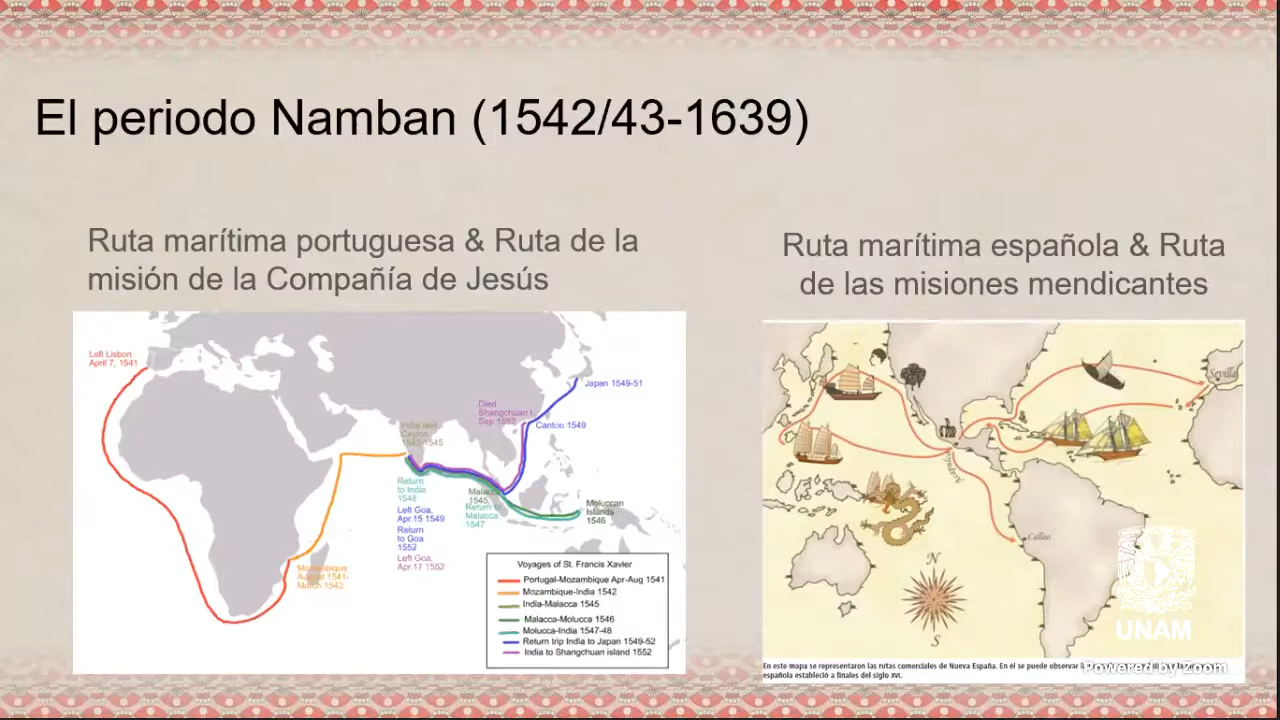 El periodo Namban (1542/43-1639)
Ruta marítima portuguesa & Ruta de la
misión de la Compañía de Jesús
Left Lisbon
April 7, 1541
Japan 1549-51
Died
Shangchuan I.
Sep 1552
Canton 1549
India and
Ceylon
1542-1545
Return
to India
1548
Left Goa,
Apr.15 1549
Return
to Goa
1552
Left Goa,
Apr.17 1552
Malacca
1545
Return to
Malacca
1547
Moluccan
Islands
1546
Mozambique
August 1541-
March 1542
Voyages of St. Francis Xavier
Portugal-Mozambique Apr-Aug 1541
Mozambique-India 1542
India-Malacca 1545
Malacca-Molucca 1546
Molucca-India 1547-48
Return trip India to Japan 1549-52
India to Shangchuan island 1552
Ruta marítima española & Ruta
de las misiones mendicantes
Sevilla
Callao
N
S
En este mapa se representaron las rutas comerciales de Nueva España. En él se puede observar
española estableció a finales del siglo XVI.
UNAM
Powered by Zoom